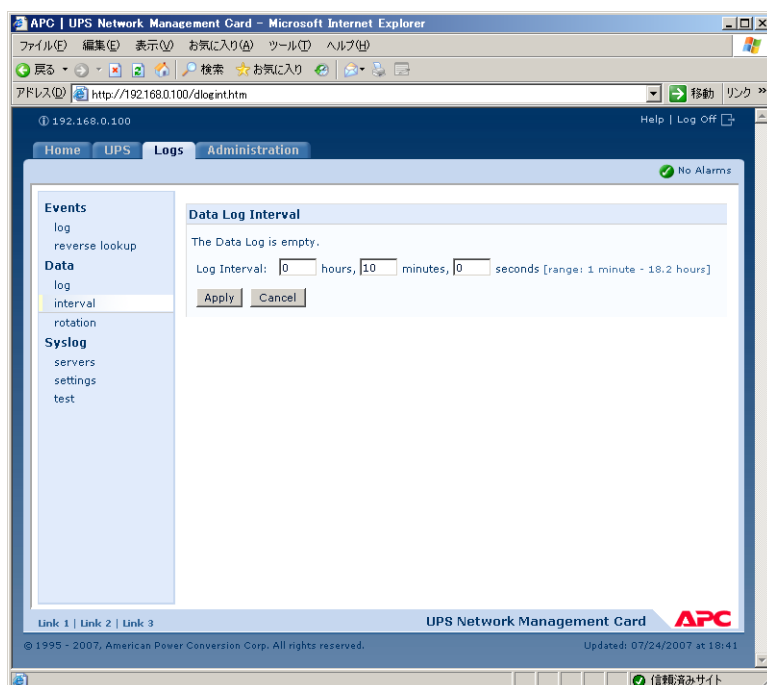 APC | UPS Network Management Card - Microsoft Internet Explorer
ファイル(F) 編集(E) 表示(V) お気に入り(A) ツール(T) ヘルプ(H)
戻る 検索 お気に入り
アドレス(D) http://192.168.0.100/dlogint.htm 移動 リンク »
192.168.0.100 Help | Log Off
Home UPS Logs Administration
No Alarms
Events
log
reverse lookup
Data
log
interval
rotation
Syslog
servers
settings
test
Data Log Interval
The Data Log is empty.
Log Interval: 0 hours, 10 minutes, 0 seconds [range: 1 minute - 18.2 hours]
Apply Cancel
Link 1 | Link 2 | Link 3
UPS Network Management Card APC
© 1995 - 2007, American Power Conversion Corp. All rights reserved. Updated: 07/24/2007 at 18:41
信頼済みサイト